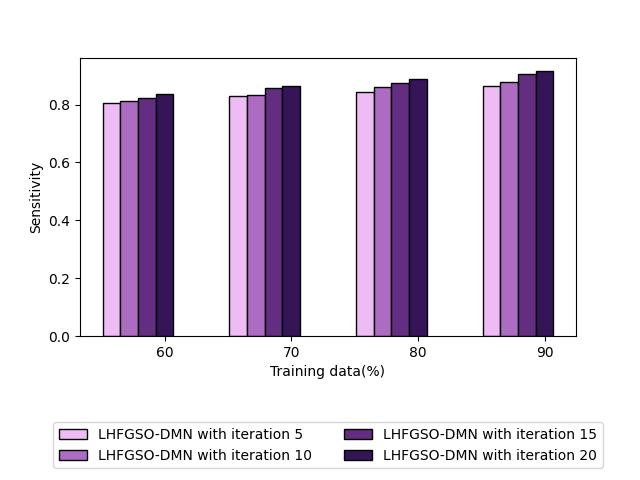 0.8
0.6
0.4
0.2
0.0
Sensitivity
60 70 80 90
Training data(%)
LHFGSO-DMN with iteration 5
LHFGSO-DMN with iteration 10
LHFGSO-DMN with iteration 15
LHFGSO-DMN with iteration 20